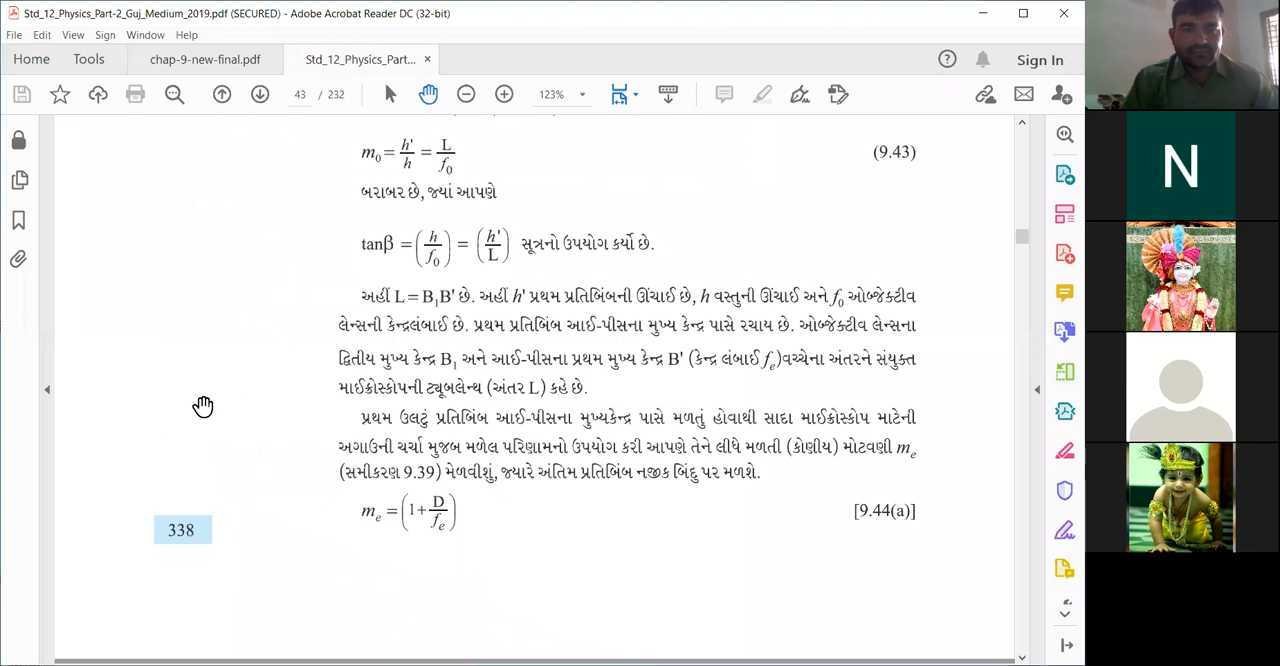 Std_12_Physics_Part-2_Guj_Medium_2019.pdf (SECURED) - Adobe Acrobat Reader DC (32-bit)
File Edit View Sign Window Help
Home Tools chap-9-new-final.pdf Std_12_Physics_Part... × Sign In
43 / 232 123%
m₀ = h'/h = L/f₀ (9.43)
બરાબર છે, જ્યાં આપણે
tanβ = (h/f₀) = (h'/L) સૂત્રનો ઉપયોગ કર્યો છે.
અહીં L = B₁B' છે. અહીં h' પ્રથમ પ્રતિબિંબની ઊંચાઈ છે, h વસ્તુની ઊંચાઈ અને f₀ ઓબ્જેક્ટીવ
લેન્સની કેન્દ્રલંબાઈ છે. પ્રથમ પ્રતિબિંબ આઈ-પીસના મુખ્ય કેન્દ્ર પાસે રચાય છે. ઓબ્જેક્ટીવ લેન્સના
દ્વિતીય મુખ્ય કેન્દ્ર B₁ અને આઈ-પીસના પ્રથમ મુખ્ય કેન્દ્ર B' (કેન્દ્ર લંબાઈ fₑ)વચ્ચેના અંતરને સંયુક્ત
માઈક્રોસ્કોપની ટ્યૂબલેન્થ (અંતર L) કહે છે.
પ્રથમ ઉલટું પ્રતિબિંબ આઈ-પીસના મુખ્યકેન્દ્ર પાસે મળતું હોવાથી સાદા માઈક્રોસ્કોપ માટેની
અગાઉની ચર્ચા મુજબ મળેલ પરિણામનો ઉપયોગ કરી આપણે તેને લીધે મળતી (કોણીય) મોટવણી mₑ
(સમીકરણ 9.39) મેળવીશું, જ્યારે અંતિમ પ્રતિબિંબ નજીક બિંદુ પર મળશે.
mₑ = (1 + D/fₑ) [9.44(a)]
338
N